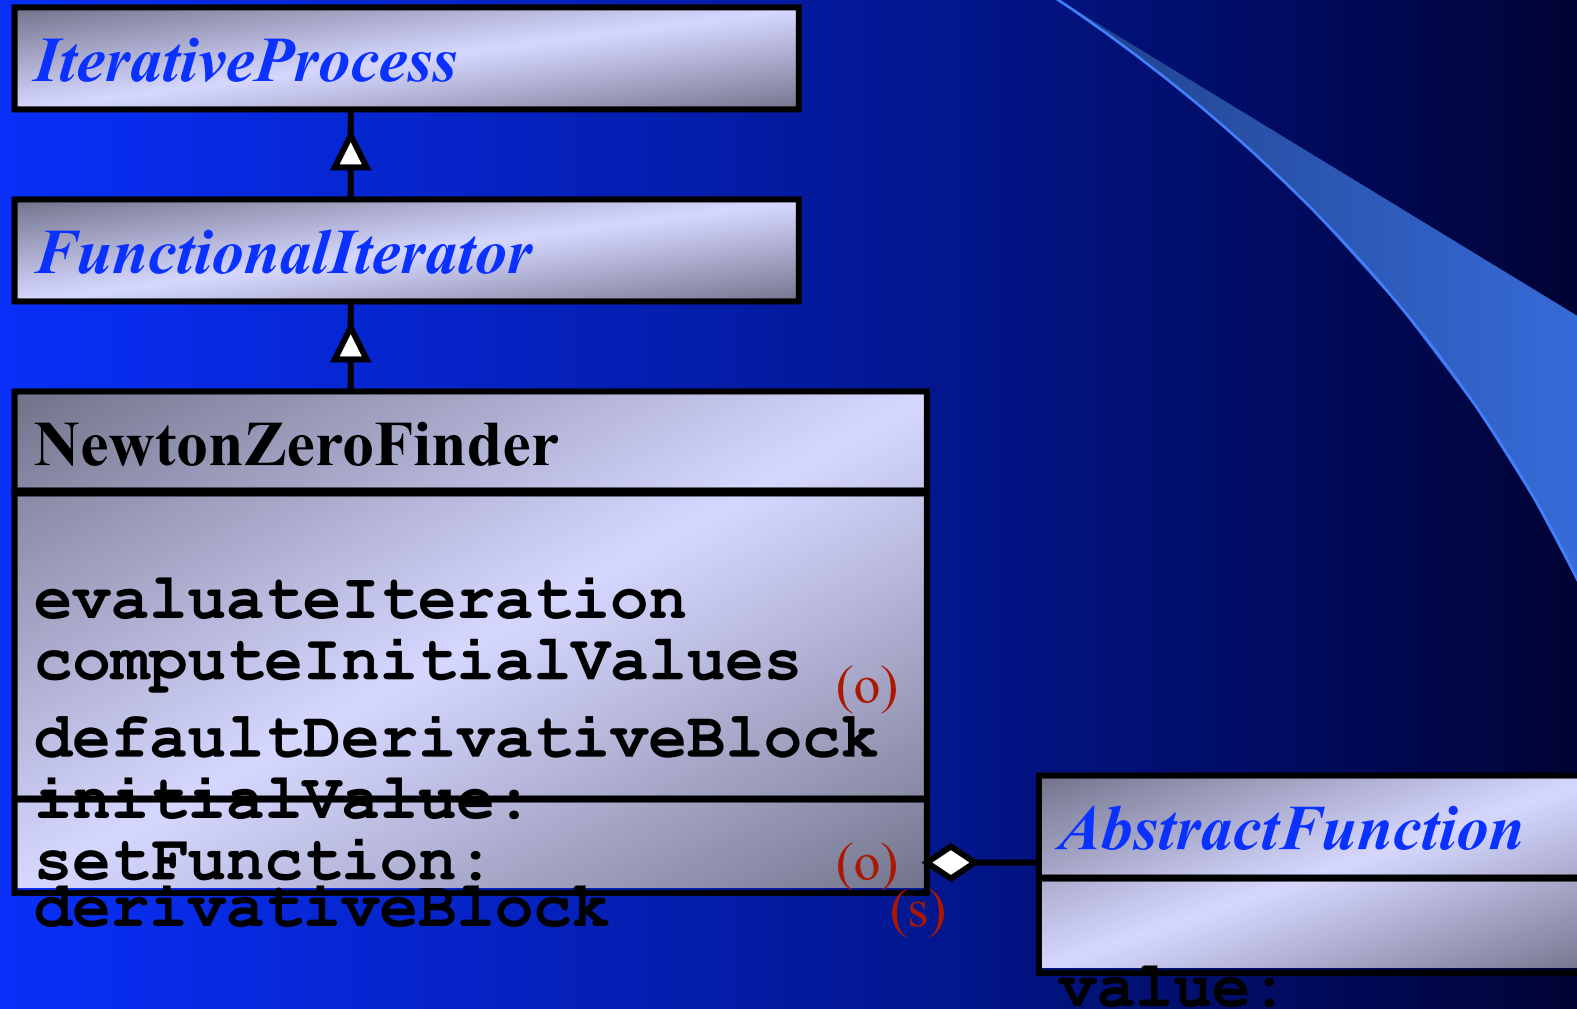 IterativeProcess
FunctionalIterator
NewtonZeroFinder
evaluateIteration
computeInitialValues (o)
defaultDerivativeBlock
initialValue:
setFunction: (o)
derivativeBlock (s)
AbstractFunction
value: